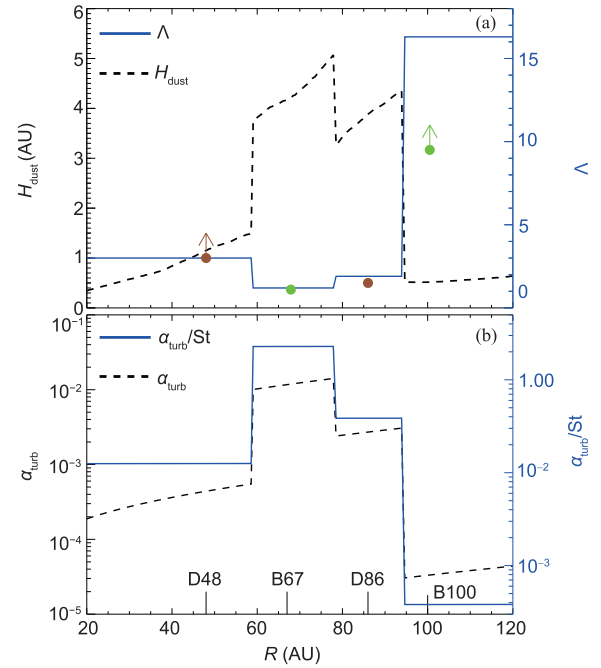 (a)
Λ
H_dust
6
5
4
3
2
1
0
H_dust (AU)
15
10
5
0
Λ
(b)
α_turb/St
α_turb
10⁻¹
10⁻²
10⁻³
10⁻⁴
10⁻⁵
α_turb
1.00
10⁻²
10⁻³
α_turb/St
D48
B67
D86
B100
20
40
60
80
100
120
R (AU)